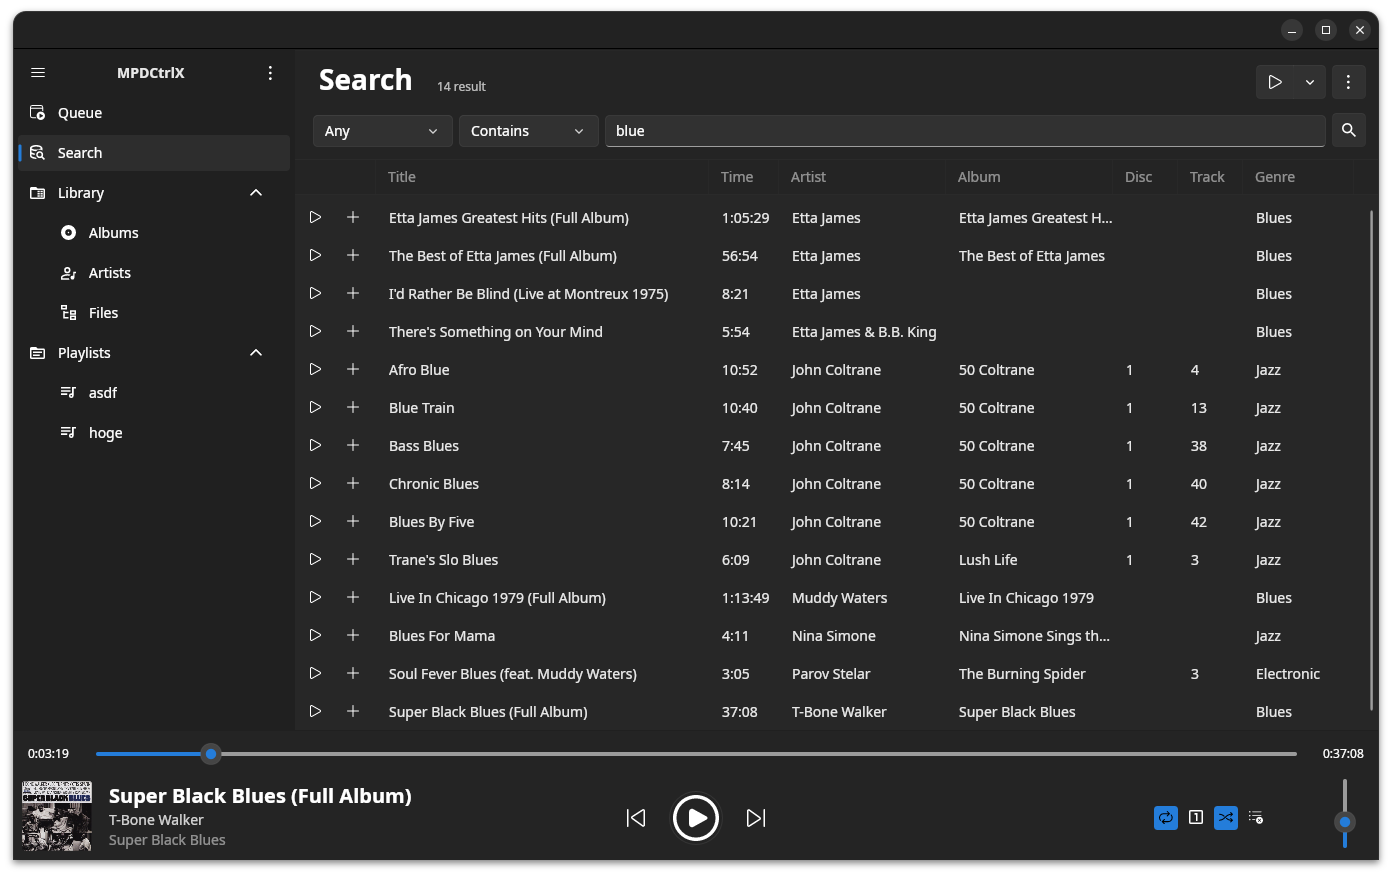 MPDCtrlX
Queue
Search
Library
Albums
Artists
Files
Playlists
asdf
hoge
Search 14 result
Any Contains blue
Title Time Artist Album Disc Track Genre
Etta James Greatest Hits (Full Album) 1:05:29 Etta James Etta James Greatest H... Blues
The Best of Etta James (Full Album) 56:54 Etta James The Best of Etta James Blues
I'd Rather Be Blind (Live at Montreux 1975) 8:21 Etta James Blues
There's Something on Your Mind 5:54 Etta James & B.B. King Blues
Afro Blue 10:52 John Coltrane 50 Coltrane 1 4 Jazz
Blue Train 10:40 John Coltrane 50 Coltrane 1 13 Jazz
Bass Blues 7:45 John Coltrane 50 Coltrane 1 38 Jazz
Chronic Blues 8:14 John Coltrane 50 Coltrane 1 40 Jazz
Blues By Five 10:21 John Coltrane 50 Coltrane 1 42 Jazz
Trane's Slo Blues 6:09 John Coltrane Lush Life 1 3 Jazz
Live In Chicago 1979 (Full Album) 1:13:49 Muddy Waters Live In Chicago 1979 Blues
Blues For Mama 4:11 Nina Simone Nina Simone Sings th... Jazz
Soul Fever Blues (feat. Muddy Waters) 3:05 Parov Stelar The Burning Spider 3 Electronic
Super Black Blues (Full Album) 37:08 T-Bone Walker Super Black Blues Blues
0:03:19 0:37:08
SUPER BLACK BLUES
Super Black Blues (Full Album)
T-Bone Walker
Super Black Blues
1